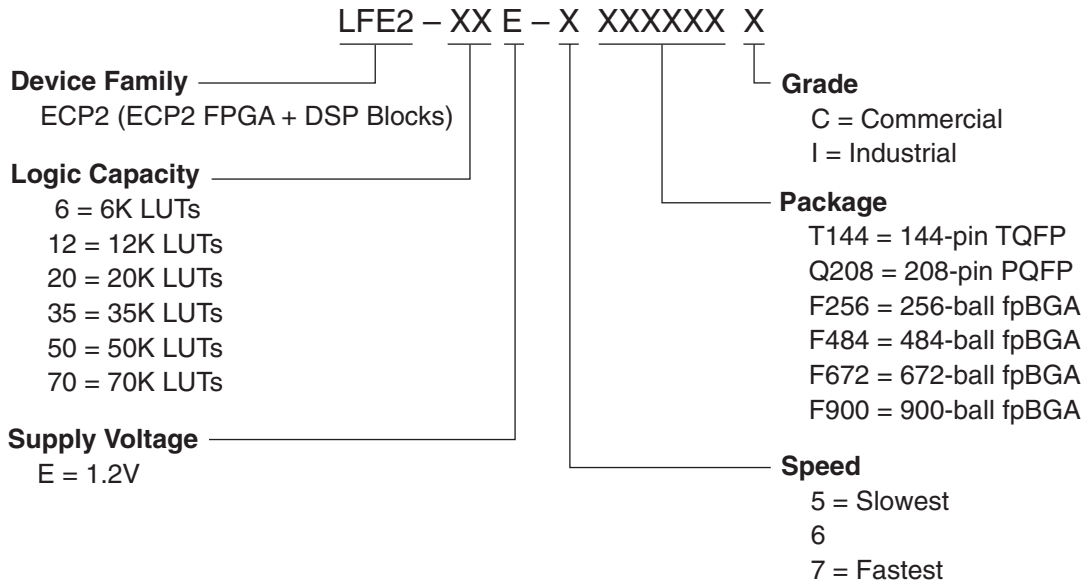 LFE2 – XX E – X XXXXXX X
Device Family
ECP2 (ECP2 FPGA + DSP Blocks)
Logic Capacity
6 = 6K LUTs
12 = 12K LUTs
20 = 20K LUTs
35 = 35K LUTs
50 = 50K LUTs
70 = 70K LUTs
Supply Voltage
E = 1.2V
Grade
C = Commercial
I = Industrial
Package
T144 = 144-pin TQFP
Q208 = 208-pin PQFP
F256 = 256-ball fpBGA
F484 = 484-ball fpBGA
F672 = 672-ball fpBGA
F900 = 900-ball fpBGA
Speed
5 = Slowest
6
7 = Fastest